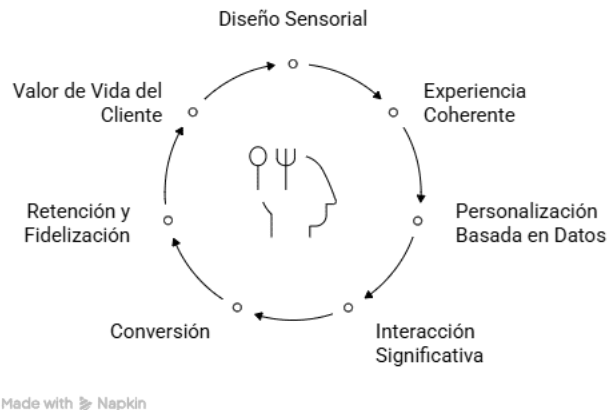 Diseño Sensorial
Experiencia
Coherente
Personalización
Basada en Datos
Interacción
Significativa
Conversión
Retención y
Fidelización
Valor de Vida del
Cliente
Made with Napkin